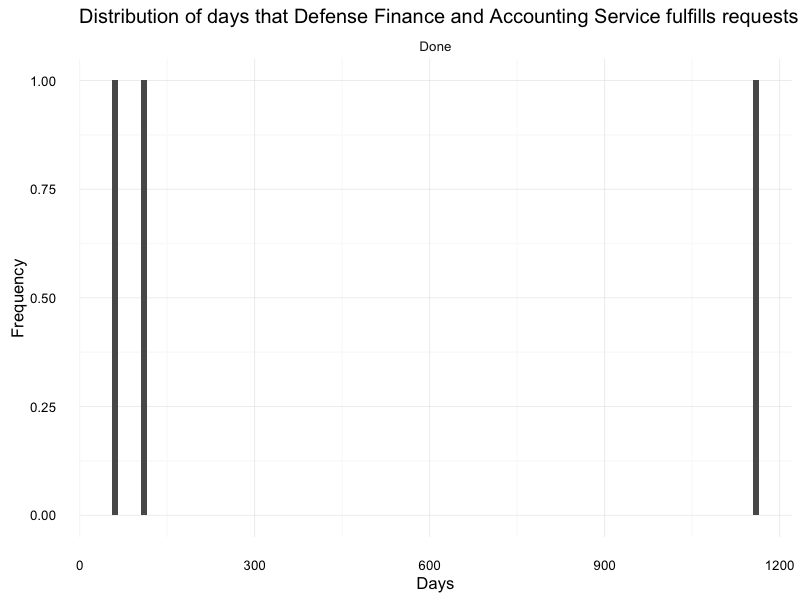 Distribution of days that Defense Finance and Accounting Service fulfills requests
Done
Frequency
1.00
0.75
0.50
0.25
0.00
0 300 600 900 1200
Days